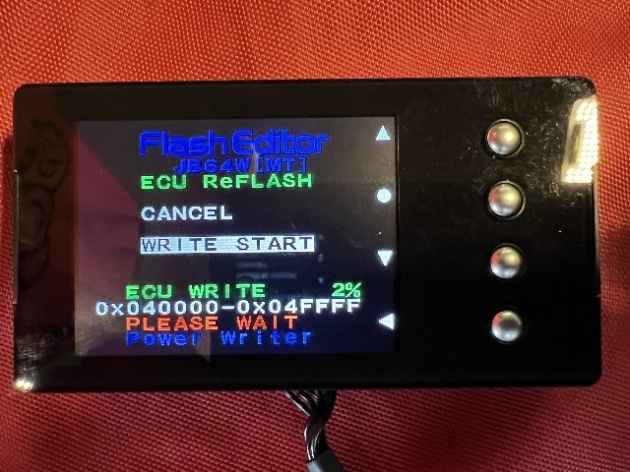 Flash Editor
JB64W[MT]
ECU ReFLASH
CANCEL
WRITE START
ECU WRITE 2%
0x040000-0x04FFFF
PLEASE WAIT
Power Writer